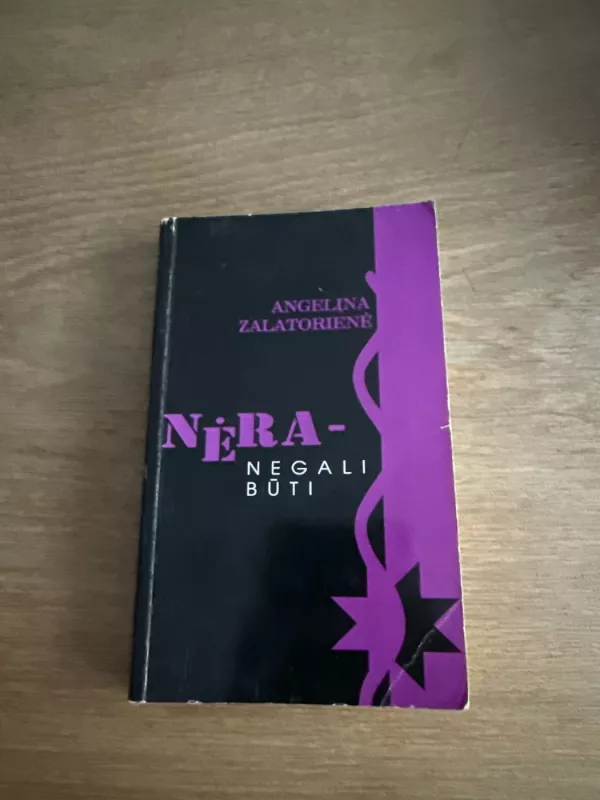 ANGELINA
ZALATORIENĖ
NĖRA-
NEGALI
BŪTI